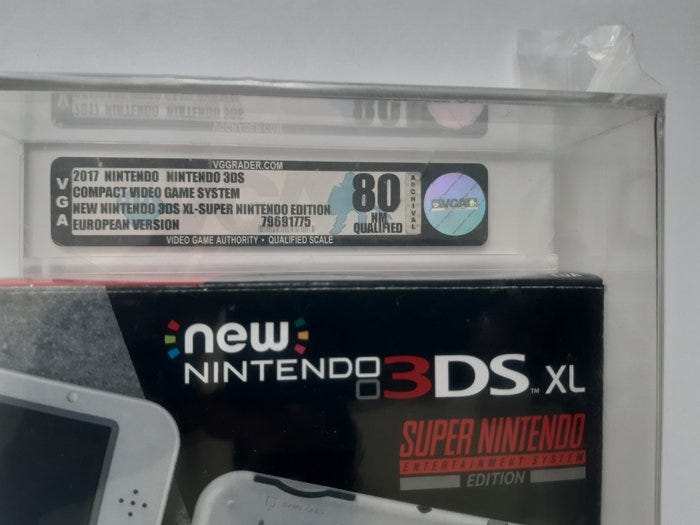 VGGRADER.COM
VGA
2017 NINTENDO NINTENDO 3DS
COMPACT VIDEO GAME SYSTEM
NEW NINTENDO 3DS XL-SUPER NINTENDO EDITION
EUROPEAN VERSION 79691775
80
NM
QUALIFIED
ARCHIVAL
VGA
VIDEO GAME AUTHORITY • QUALIFIED SCALE
new
NINTENDO 3DS™ XL
SUPER NINTENDO
ENTERTAINMENT SYSTEM
EDITION